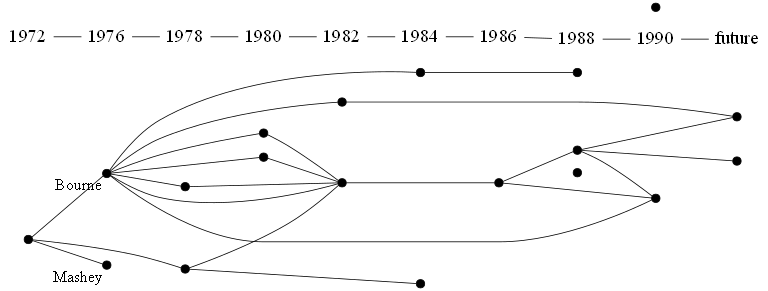 1972 — 1976 — 1978 — 1980 — 1982 — 1984 — 1986 — 1988 — 1990 — future
Bourne
Mashey